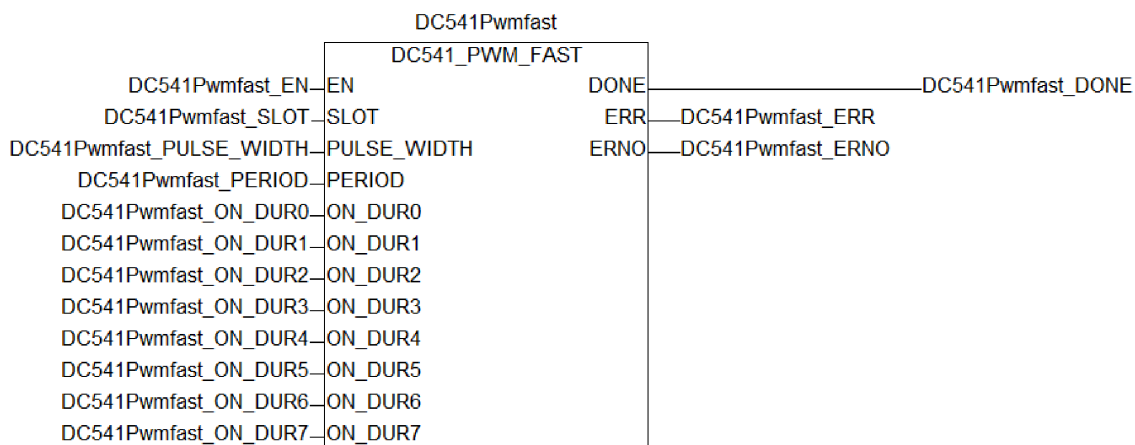 DC541Pwmfast
DC541_PWM_FAST
DC541Pwmfast_EN EN DONE DC541Pwmfast_DONE
DC541Pwmfast_SLOT SLOT ERR DC541Pwmfast_ERR
DC541Pwmfast_PULSE_WIDTH PULSE_WIDTH ERNO DC541Pwmfast_ERNO
DC541Pwmfast_PERIOD PERIOD
DC541Pwmfast_ON_DUR0 ON_DUR0
DC541Pwmfast_ON_DUR1 ON_DUR1
DC541Pwmfast_ON_DUR2 ON_DUR2
DC541Pwmfast_ON_DUR3 ON_DUR3
DC541Pwmfast_ON_DUR4 ON_DUR4
DC541Pwmfast_ON_DUR5 ON_DUR5
DC541Pwmfast_ON_DUR6 ON_DUR6
DC541Pwmfast_ON_DUR7 ON_DUR7